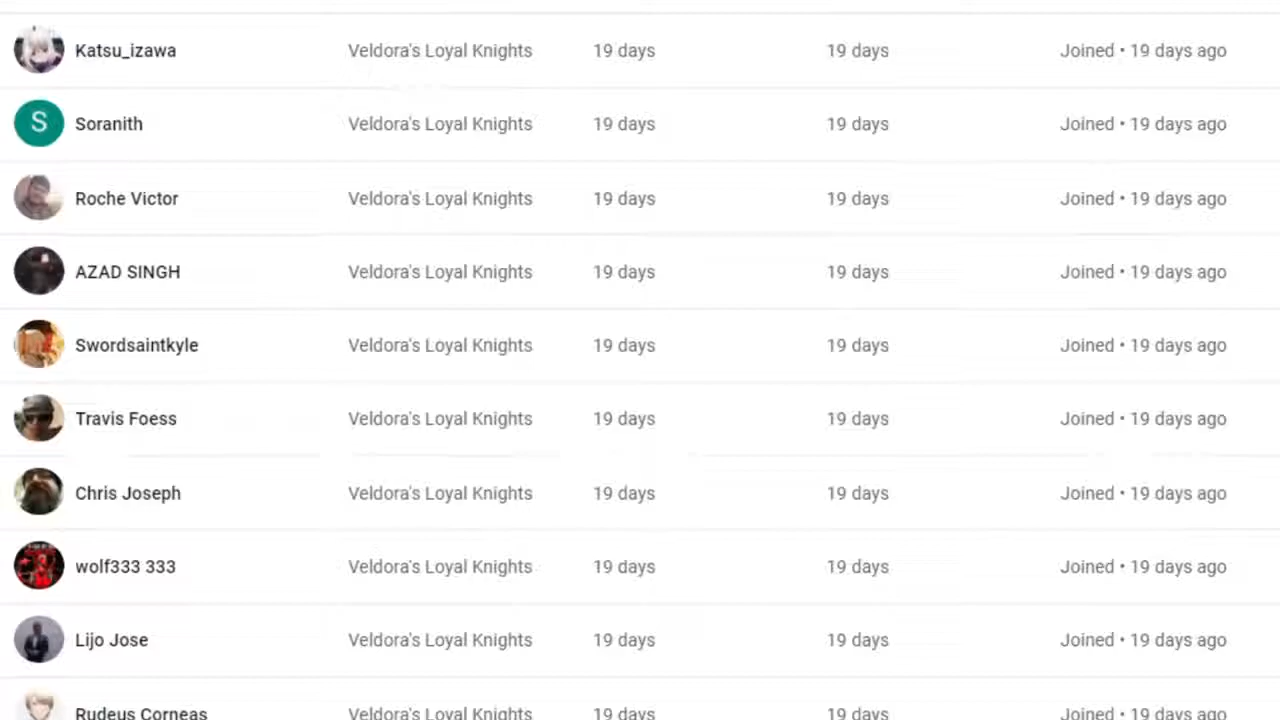 Katsu_izawa Veldora's Loyal Knights 19 days 19 days Joined • 19 days ago
S Soranith Veldora's Loyal Knights 19 days 19 days Joined • 19 days ago
Roche Victor Veldora's Loyal Knights 19 days 19 days Joined • 19 days ago
AZAD SINGH Veldora's Loyal Knights 19 days 19 days Joined • 19 days ago
Swordsaintkyle Veldora's Loyal Knights 19 days 19 days Joined • 19 days ago
Travis Foess Veldora's Loyal Knights 19 days 19 days Joined • 19 days ago
Chris Joseph Veldora's Loyal Knights 19 days 19 days Joined • 19 days ago
wolf333 333 Veldora's Loyal Knights 19 days 19 days Joined • 19 days ago
Lijo Jose Veldora's Loyal Knights 19 days 19 days Joined • 19 days ago
Rudeus Corneas Veldora's Loyal Knights 19 days 19 days Joined • 19 days ago